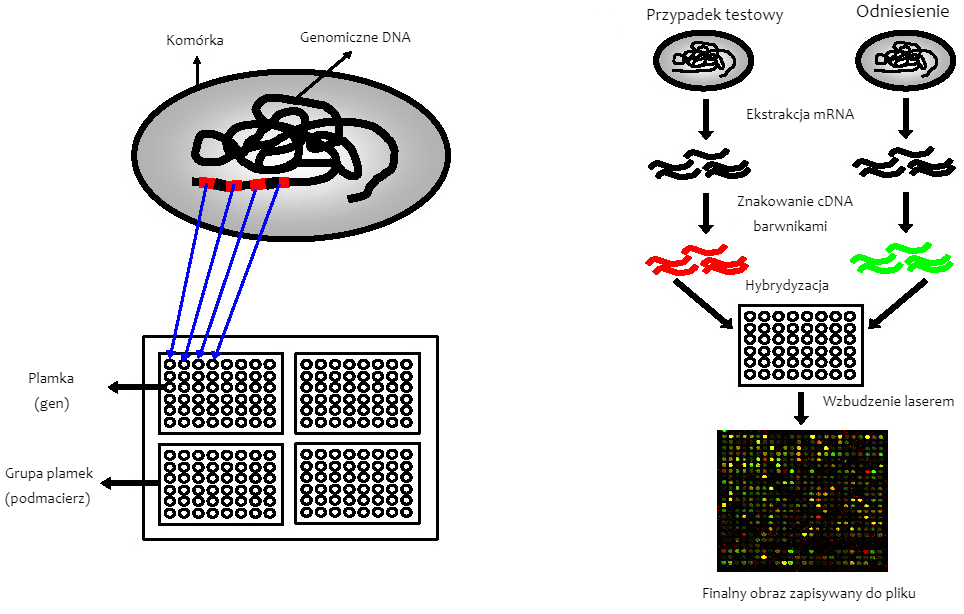 Komórka
Genomiczne DNA
Plamka
(gen)
Grupa plamek
(podmacierz)
Przypadek testowy
Odniesienie
Ekstrakcja mRNA
Znakowanie cDNA
barwnikami
Hybrydyzacja
Wzbudzenie laserem
Finalny obraz zapisywany do pliku